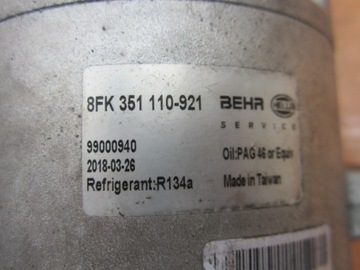 8FK 351 110-921 BEHR HELLA
SERVICE
99000940
2018-03-26 Oil:PAG 46 or Equiv
Refrigerant:R134a Made in Taiwan